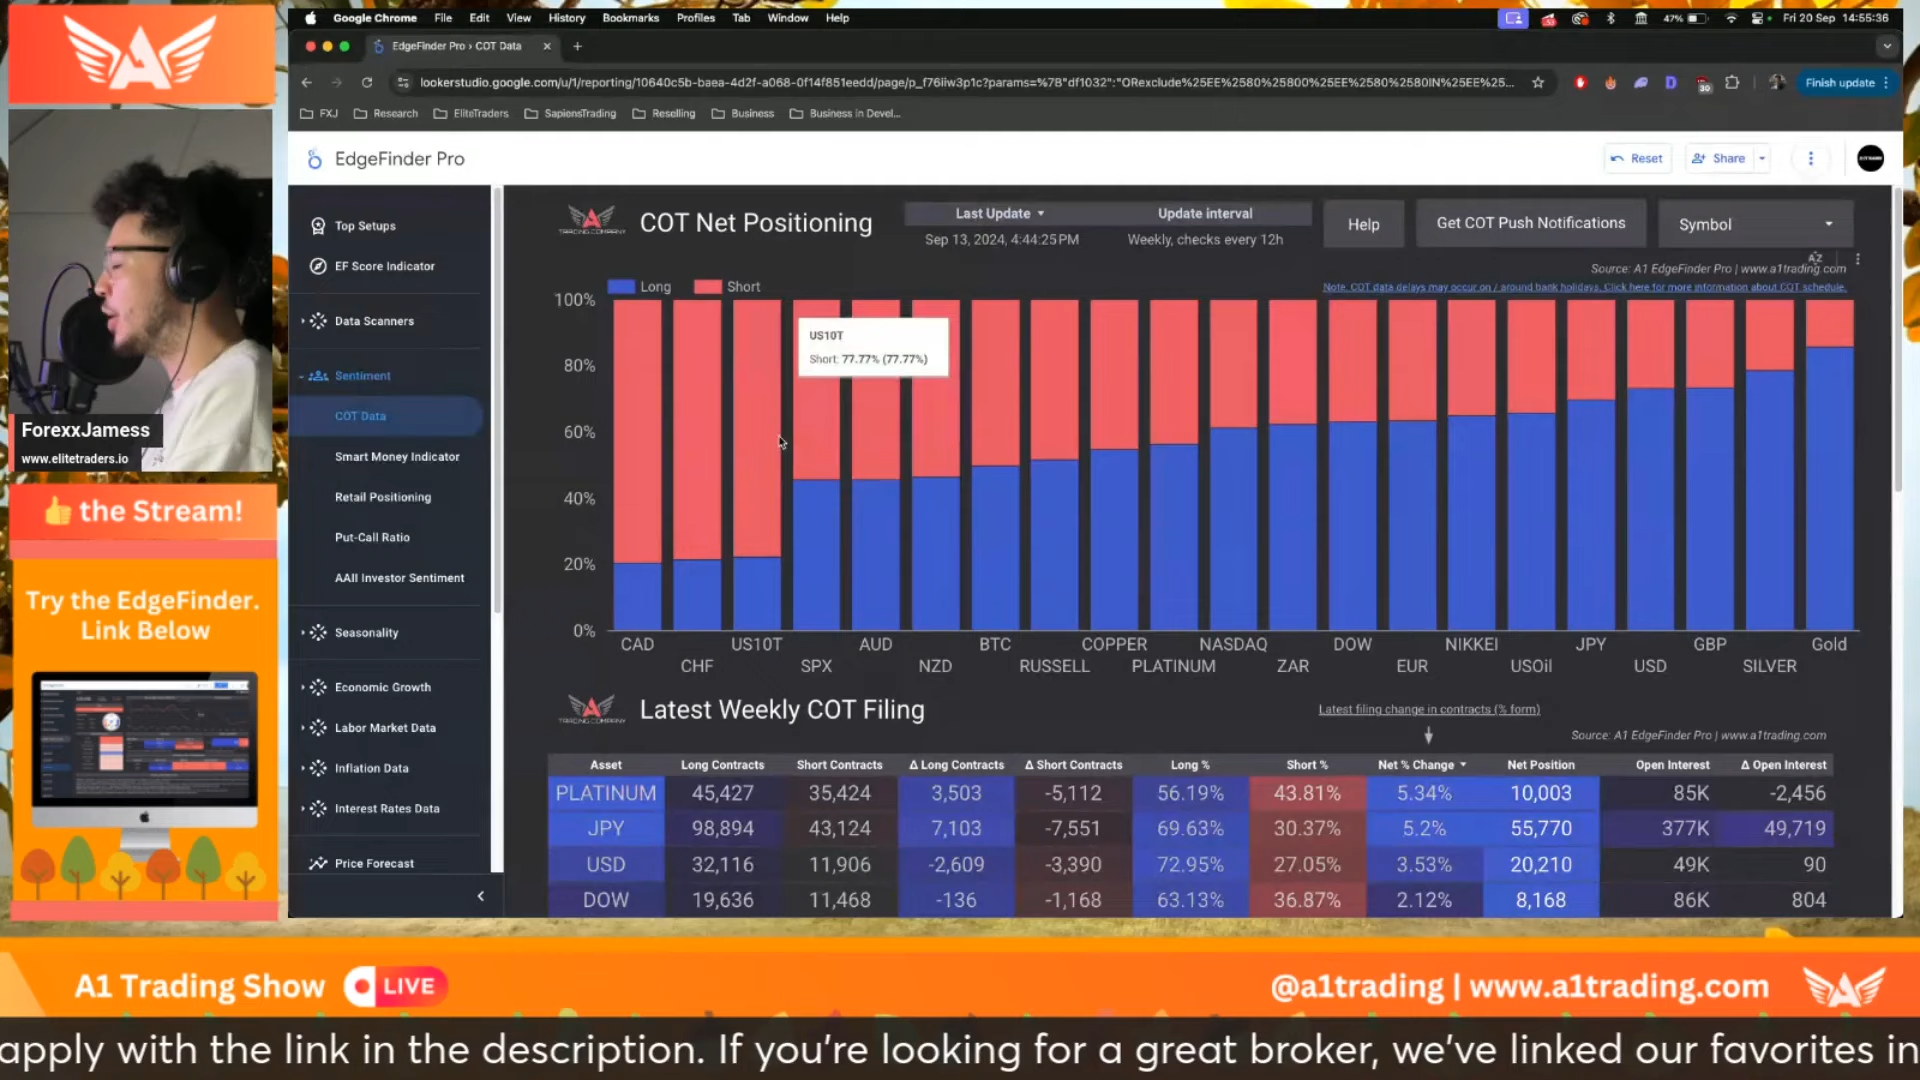 Google Chrome File Edit View History Bookmarks Profiles Tab Window Help
47% Fri 20 Sep 14:55:36
EdgeFinder Pro › COT Data
lookerstudio.google.com/u/1/reporting/10640c5b-baea-4d2f-a068-0f14f851eedd/page/p_f76iiw3p1c?params=%7B"df1032":"ORexclude%25EE%2580%25800%25EE%2580%2580IN%25EE%25...
Finish update
FXJ Research EliteTraders SapiensTrading Reselling Business Business in Devel...
EdgeFinder Pro
Reset
Share
Top Setups
EF Score Indicator
Data Scanners
Sentiment
COT Data
Smart Money Indicator
Retail Positioning
Put-Call Ratio
AAII Investor Sentiment
Seasonality
Economic Growth
Labor Market Data
Inflation Data
Interest Rates Data
Price Forecast
COT Net Positioning
Last Update
Sep 13, 2024, 4:44:25 PM
Update interval
Weekly, checks every 12h
Help
Get COT Push Notifications
Symbol
Source: A1 EdgeFinder Pro | www.a1trading.com
Note. COT data delays may occur on / around bank holidays. Click here for more information about COT schedule.
Long Short
100%
80%
60%
40%
20%
0%
US10T
Short: 77.77% (77.77%)
CAD US10T AUD BTC COPPER NASDAQ DOW NIKKEI JPY GBP Gold
CHF SPX NZD RUSSELL PLATINUM ZAR EUR USOil USD SILVER
Latest Weekly COT Filing
Latest filing change in contracts (% form)
Source: A1 EdgeFinder Pro | www.a1trading.com
Asset Long Contracts Short Contracts Δ Long Contracts Δ Short Contracts Long % Short % Net % Change Net Position Open Interest Δ Open Interest
PLATINUM 45,427 35,424 3,503 -5,112 56.19% 43.81% 5.34% 10,003 85K -2,456
JPY 98,894 43,124 7,103 -7,551 69.63% 30.37% 5.2% 55,770 377K 49,719
USD 32,116 11,906 -2,609 -3,390 72.95% 27.05% 3.53% 20,210 49K 90
DOW 19,636 11,468 -136 -1,168 63.13% 36.87% 2.12% 8,168 86K 804
ForexxJamess
www.elitetraders.io
the Stream!
Try the EdgeFinder.
Link Below
A1 Trading Show LIVE
@a1trading | www.a1trading.com
apply with the link in the description. If you're looking for a great broker, we've linked our favorites in